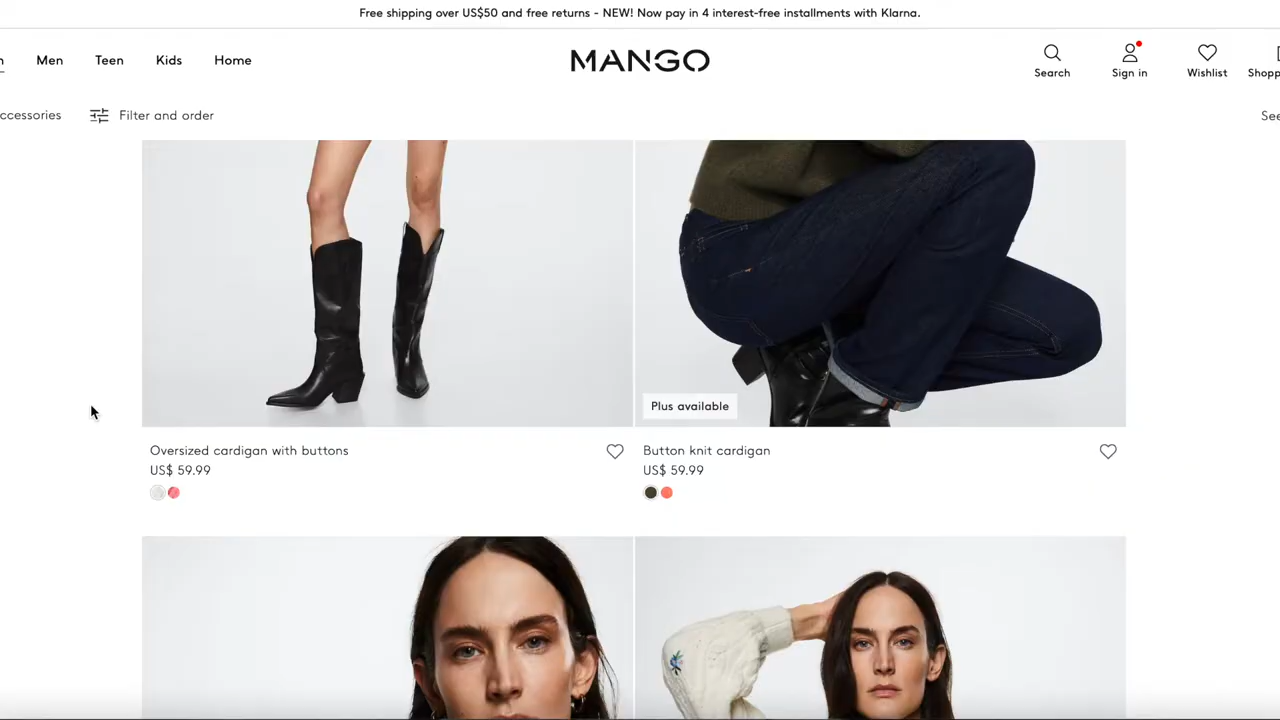 Free shipping over US$50 and free returns - NEW! Now pay in 4 interest-free installments with Klarna.
Men Teen Kids Home MANGO Search Sign in Wishlist
Filter and order
Plus available
Oversized cardigan with buttons
US$ 59.99
Button knit cardigan
US$ 59.99